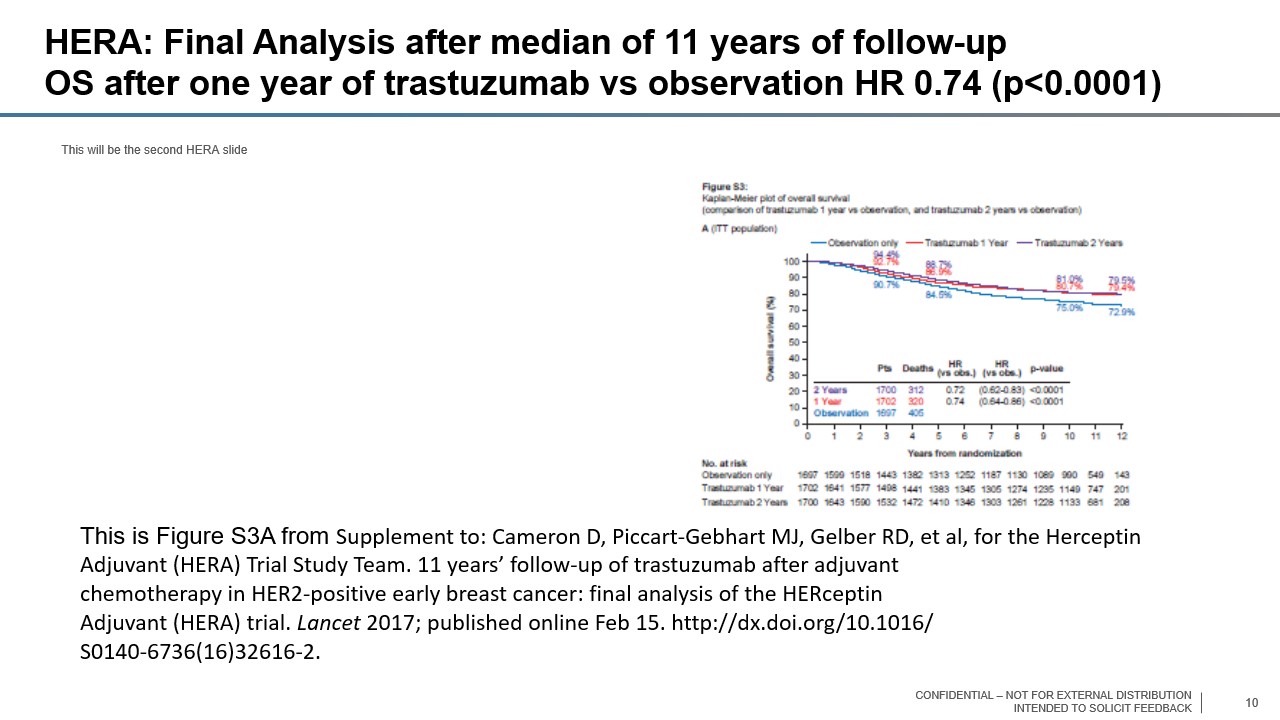 HERA: Final Analysis after median of 11 years of follow-up
OS after one year of trastuzumab vs observation HR 0.74 (p<0.0001)
This will be the second HERA slide
Figure S3:
Kaplan-Meier plot of overall survival
(comparison of trastuzumab 1 year vs observation, and trastuzumab 2 years vs observation)
A (ITT population)
Observation only Trastuzumab 1 Year Trastuzumab 2 Years
94.4% 88.7% 81.0% 79.5%
92.7% 86.9% 80.7% 79.4%
90.7% 84.5% 75.0% 72.9%
Overall survival (%)
100
90
80
70
60
50
40
30
20
10
0
Pts Deaths HR (vs obs.) HR (vs obs.) p-value
2 Years 1700 312 0.72 (0.62-0.83) <0.0001
1 Year 1702 320 0.74 (0.64-0.86) <0.0001
Observation 1697 405
0 1 2 3 4 5 6 7 8 9 10 11 12
Years from randomization
No. at risk
Observation only 1697 1599 1518 1443 1382 1313 1252 1187 1130 1089 990 549 143
Trastuzumab 1 Year 1702 1641 1577 1498 1441 1383 1345 1305 1274 1235 1149 747 201
Trastuzumab 2 Years 1700 1643 1590 1532 1472 1410 1346 1303 1261 1228 1133 681 208
This is Figure S3A from Supplement to: Cameron D, Piccart-Gebhart MJ, Gelber RD, et al, for the Herceptin
Adjuvant (HERA) Trial Study Team. 11 years’ follow-up of trastuzumab after adjuvant
chemotherapy in HER2-positive early breast cancer: final analysis of the HERceptin
Adjuvant (HERA) trial. Lancet 2017; published online Feb 15. http://dx.doi.org/10.1016/
S0140-6736(16)32616-2.
CONFIDENTIAL – NOT FOR EXTERNAL DISTRIBUTION
INTENDED TO SOLICIT FEEDBACK
10